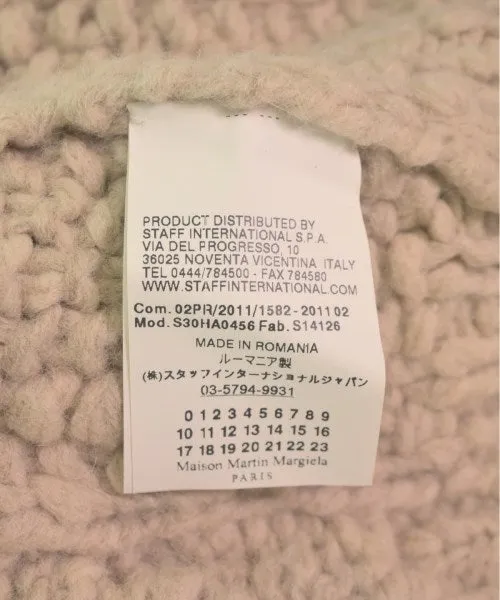 PRODUCT DISTRIBUTED BY
STAFF INTERNATIONAL S.P.A.
VIA DEL PROGRESSO, 10
36025 NOVENTA VICENTINA, ITALY
TEL 0444/784500 - FAX 784580
WWW.STAFFINTERNATIONAL.COM
Com. 02PR/2011/1582 - 201102
Mod. S30HA0456 Fab. S14126
MADE IN ROMANIA
ルーマニア製
(株)スタッフインターナショナルジャパン
03-5794-9931
0 1 2 3 4 5 6 7 8 9
10 11 12 13 14 15 16
17 18 19 20 21 22 23
Maison Martin Margiela
PARIS